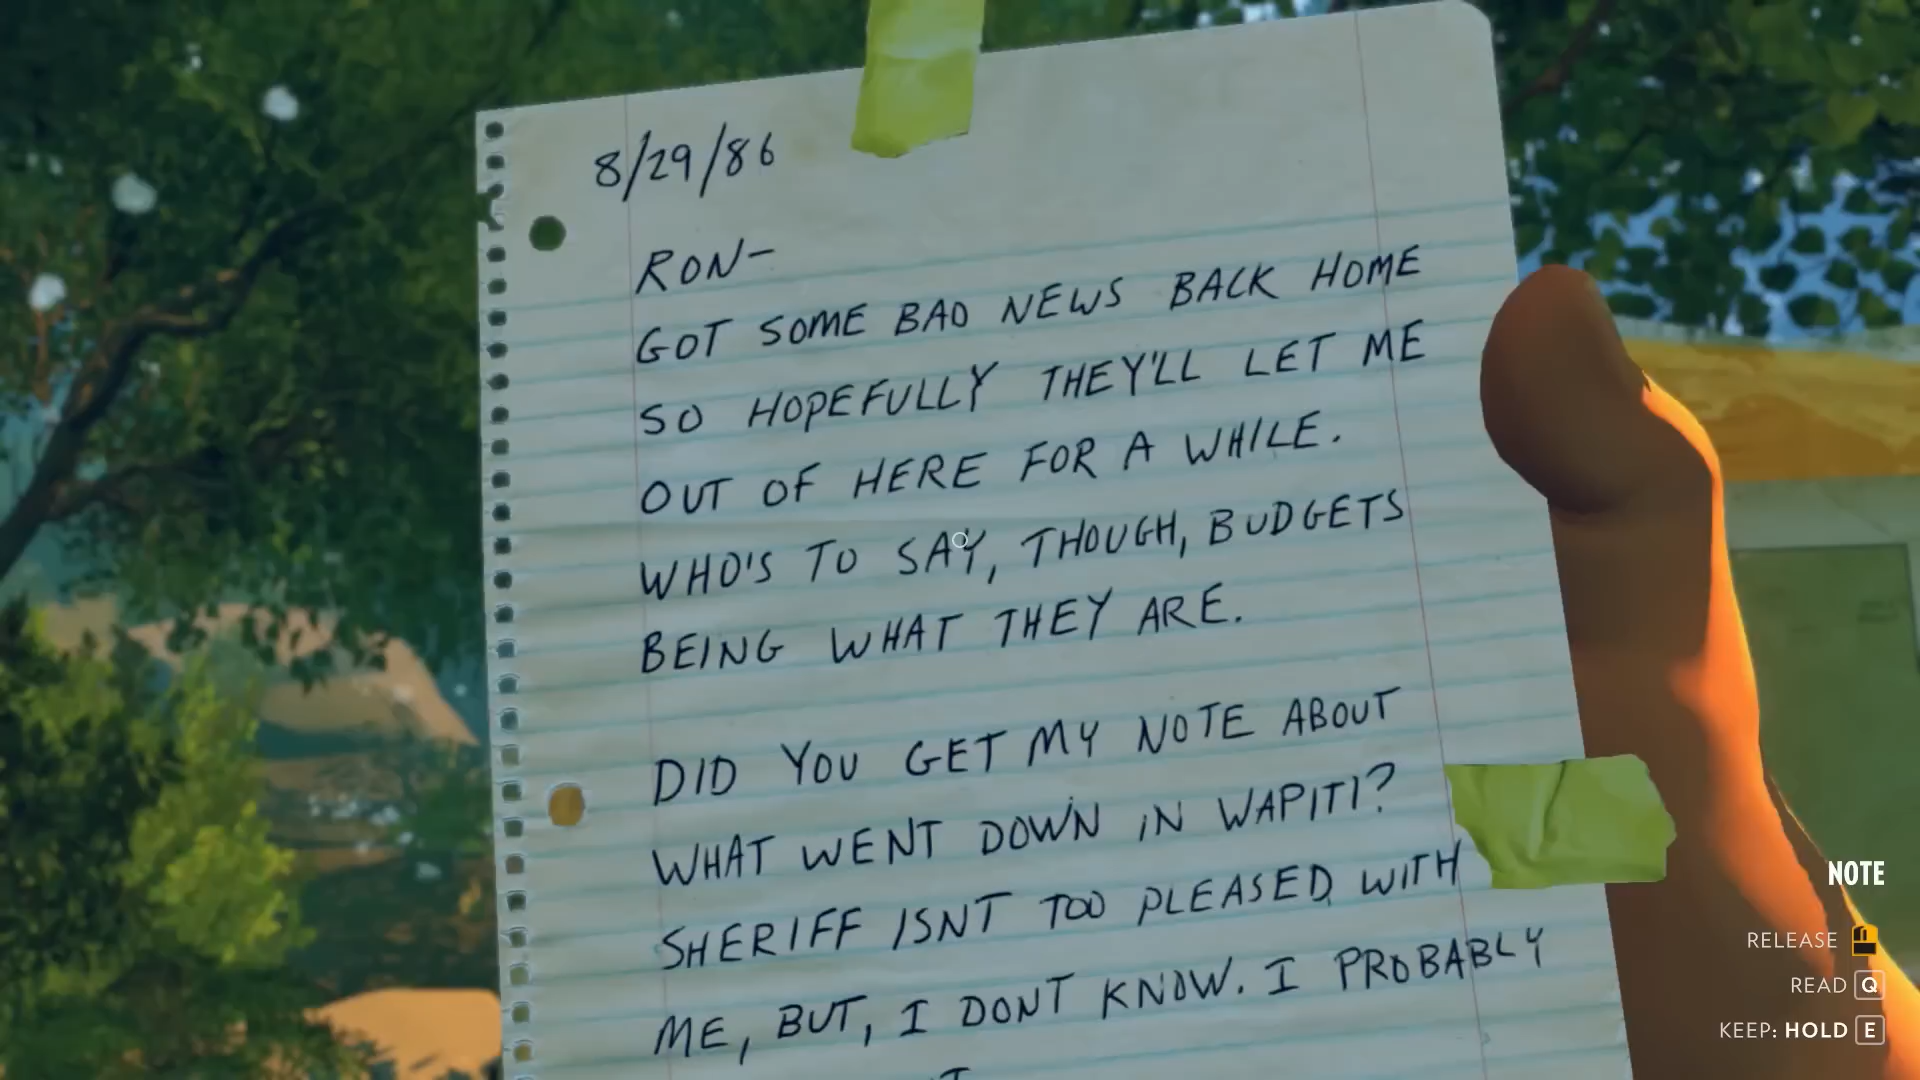 8/29/86
RON-
GOT SOME BAD NEWS BACK HOME
SO HOPEFULLY THEY'LL LET ME
OUT OF HERE FOR A WHILE.
WHO'S TO SAY, THOUGH, BUDGETS
BEING WHAT THEY ARE.
DID YOU GET MY NOTE ABOUT
WHAT WENT DOWN IN WAPITI?
SHERIFF ISNT TOO PLEASED WITH
ME, BUT, I DONT KNOW. I PROBABLY
NOTE
RELEASE
READ Q
KEEP: HOLD E